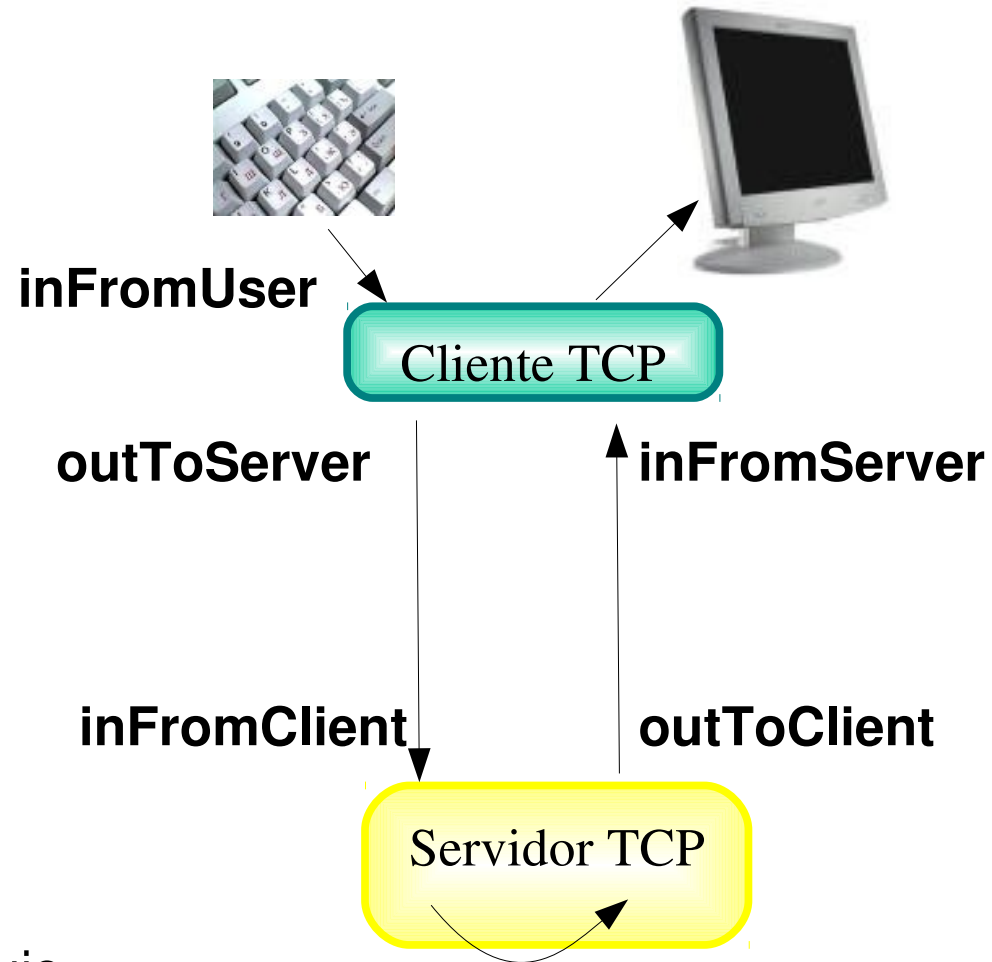 inFromUser
Cliente TCP
outToServer
inFromServer
inFromClient
outToClient
Servidor TCP